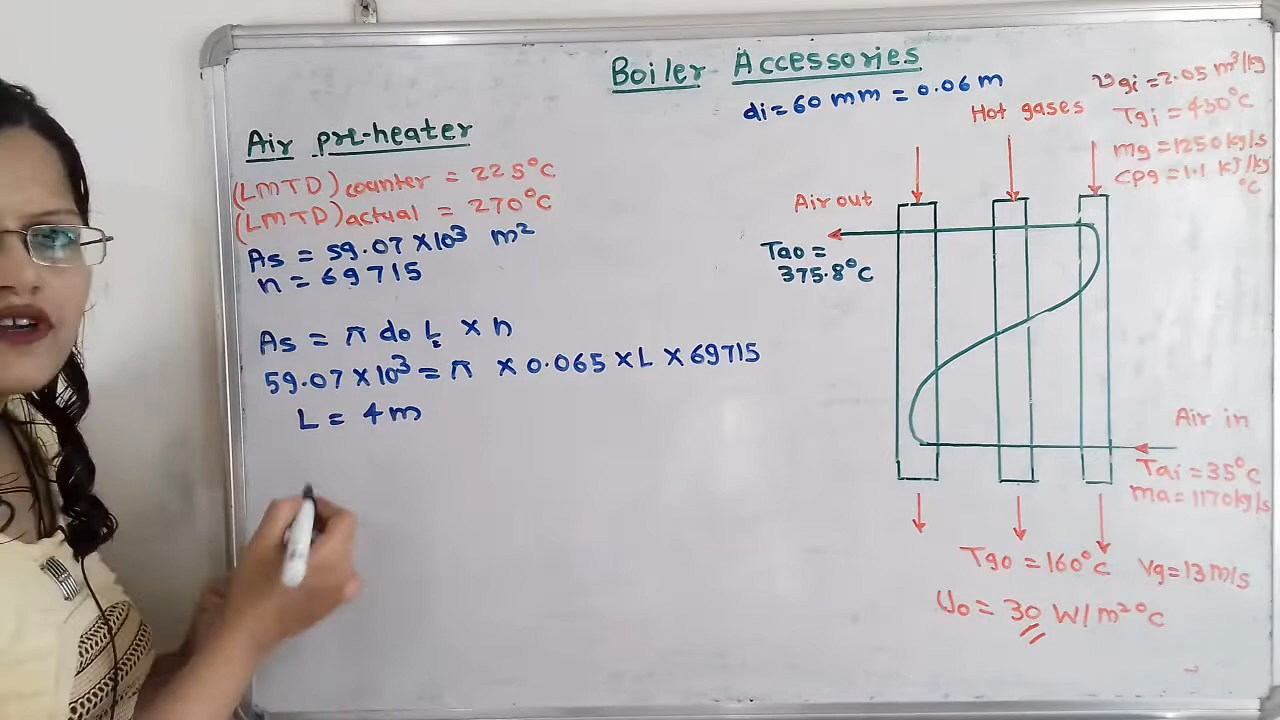 Boiler Accessories
di = 60 mm = 0.06 m
Air pre-heater
(LMTD) counter = 225°C
(LMTD) actual = 270°C
As = 59.07 × 10³ m²
n = 69715
As = π do L × n
59.07 × 10³ = π × 0.065 × L × 69715
L = 4 m
Hot gases
υgi = 2.05 m³/kg
Tgi = 430°C
mg = 1250 kg/s
Cpg = 1.1 kJ/kg
°C
Air out
Tao =
375.8°C
Air in
Tai = 35°C
ma = 1170 kg/s
Tgo = 160°C Vg = 13 m/s
Uo = 30 W/m²°C